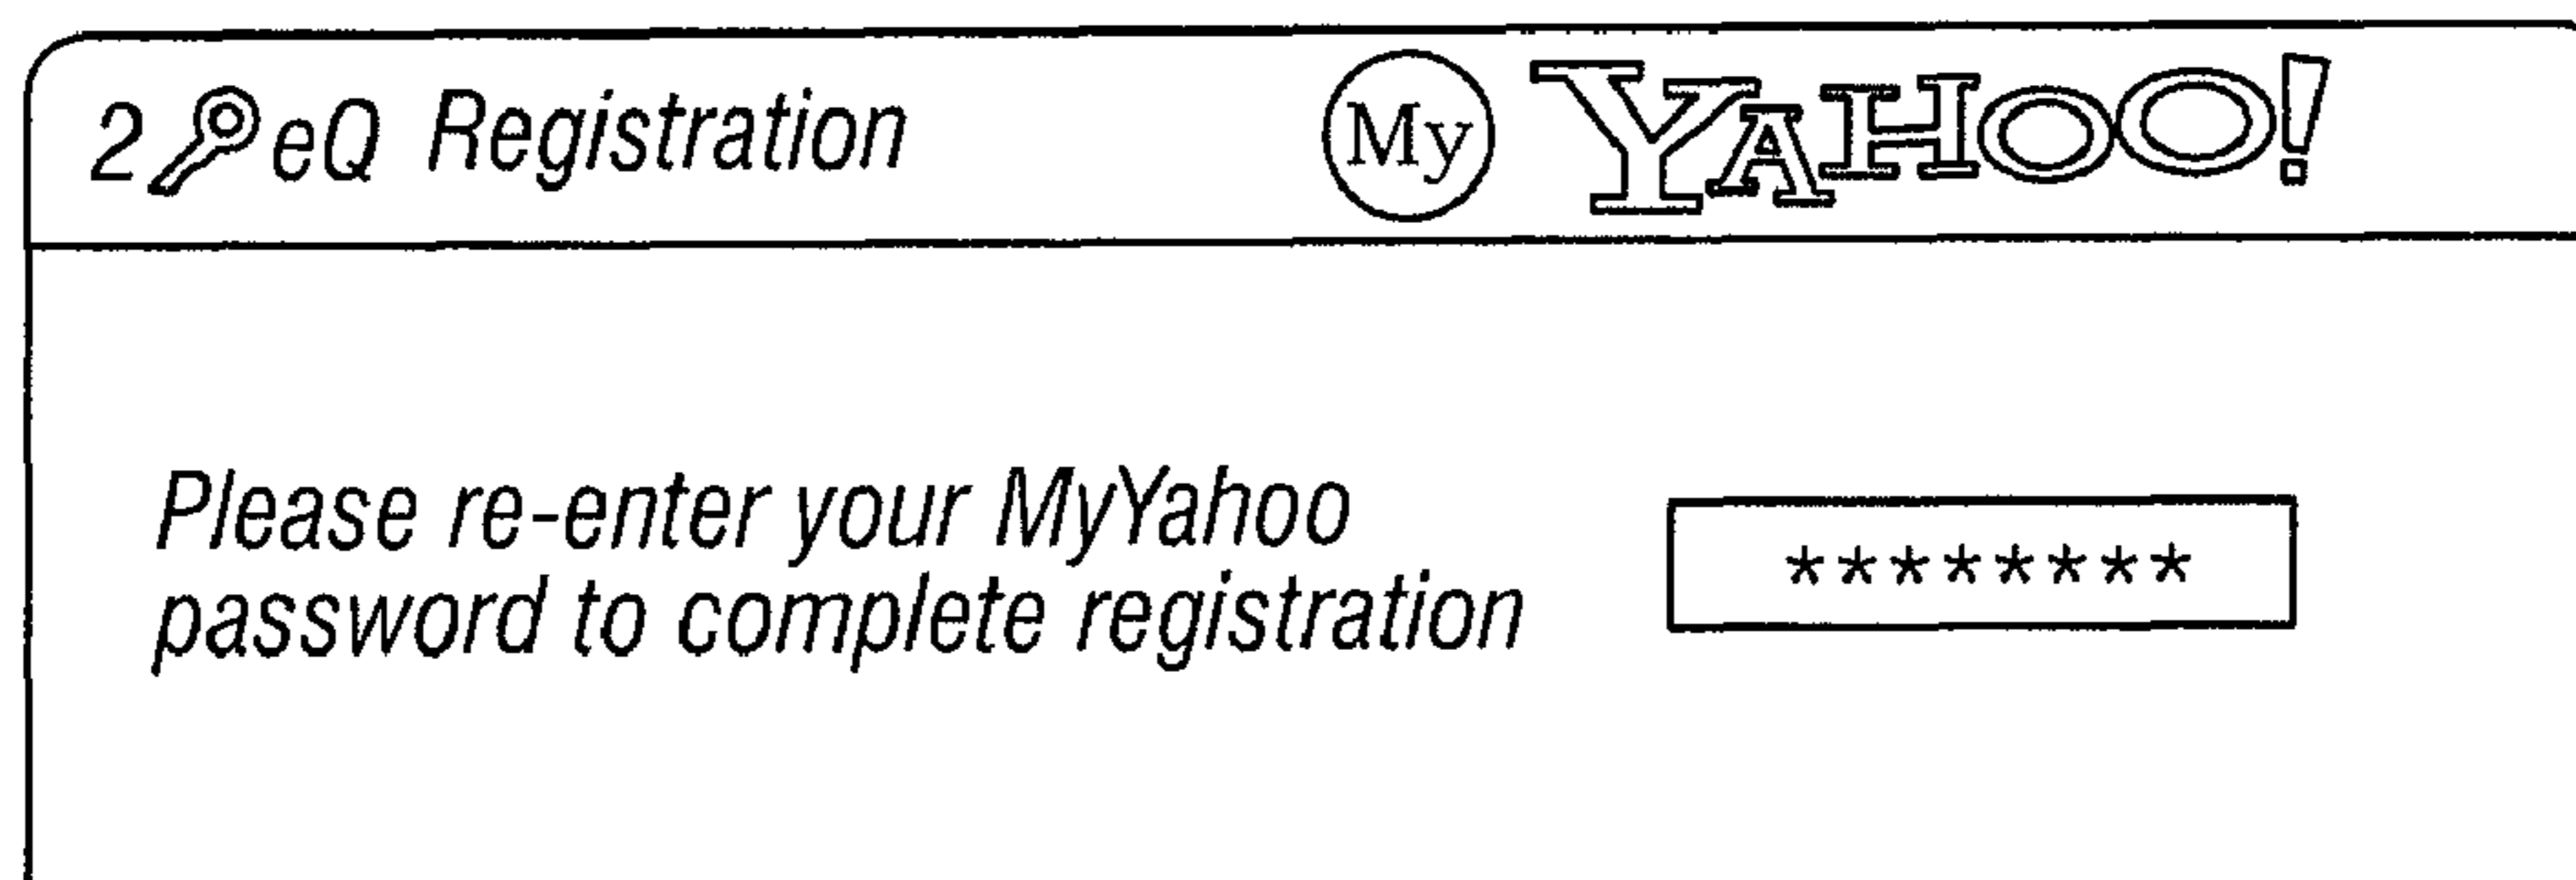 2 eQ Registration
My YAHOO!
Please re-enter your MyYahoo
password to complete registration
********